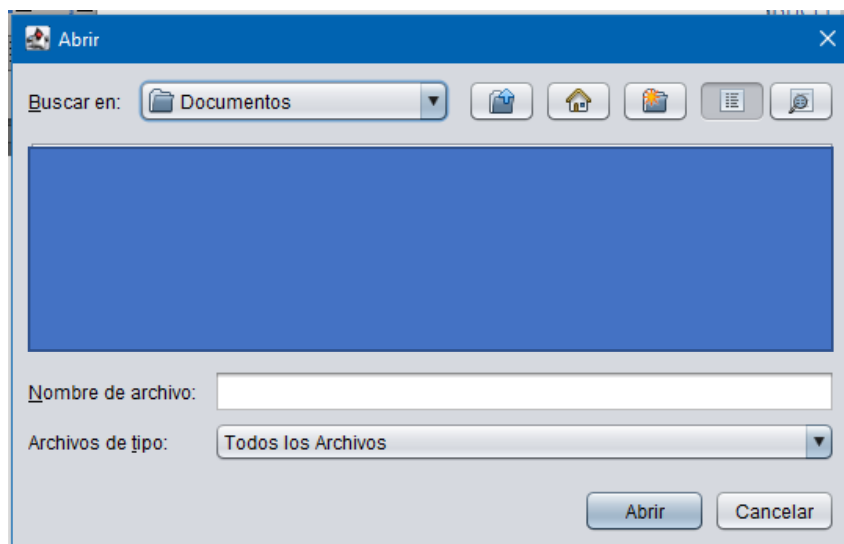 Abrir
Buscar en: Documentos
Nombre de archivo:
Archivos de tipo: Todos los Archivos
Abrir Cancelar